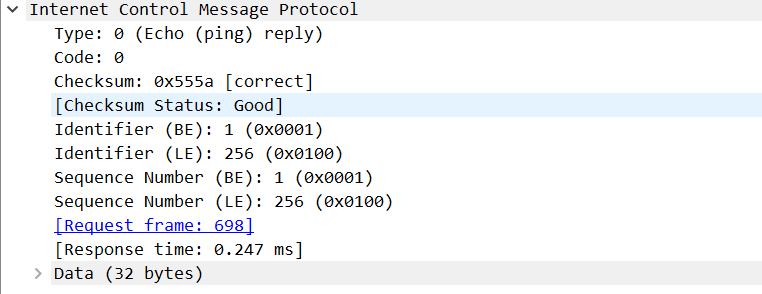 Internet Control Message Protocol
Type: 0 (Echo (ping) reply)
Code: 0
Checksum: 0x555a [correct]
[Checksum Status: Good]
Identifier (BE): 1 (0x0001)
Identifier (LE): 256 (0x0100)
Sequence Number (BE): 1 (0x0001)
Sequence Number (LE): 256 (0x0100)
[Request frame: 698]
[Response time: 0.247 ms]
Data (32 bytes)